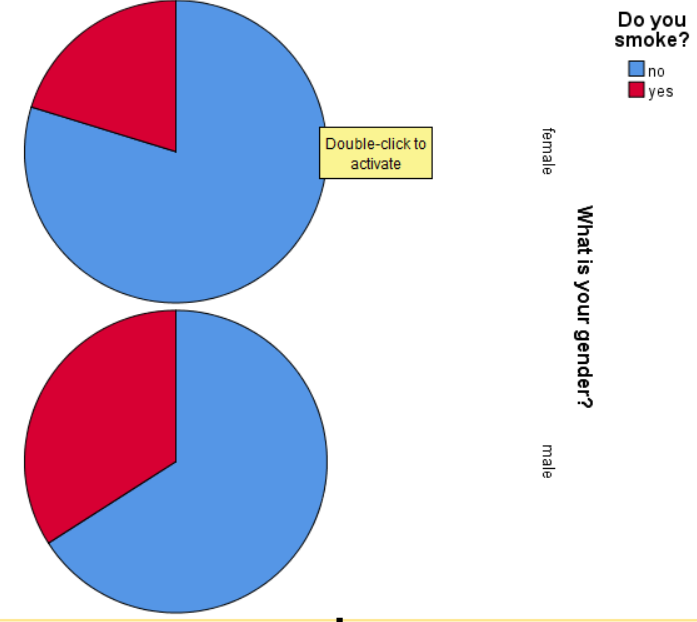 Do you
smoke?
no
yes
Double-click to
activate
female
What is your gender?
male